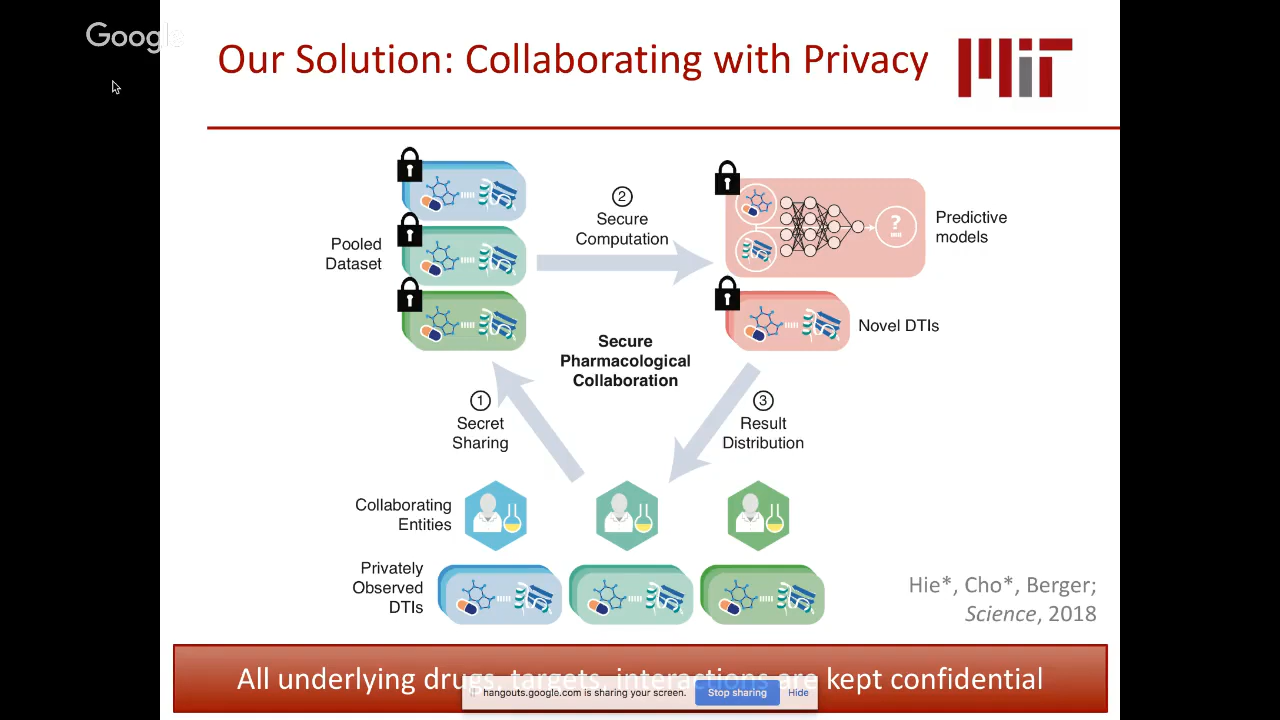 Google
Our Solution: Collaborating with Privacy
MIT
Pooled
Dataset
2
Secure
Computation
?
Predictive
models
Novel DTIs
Secure
Pharmacological
Collaboration
1
Secret
Sharing
3
Result
Distribution
Collaborating
Entities
Privately
Observed
DTIs
Hie*, Cho*, Berger;
Science, 2018
All underlying drugs, targets, interactions are kept confidential
hangouts.google.com is sharing your screen.
Stop sharing
Hide